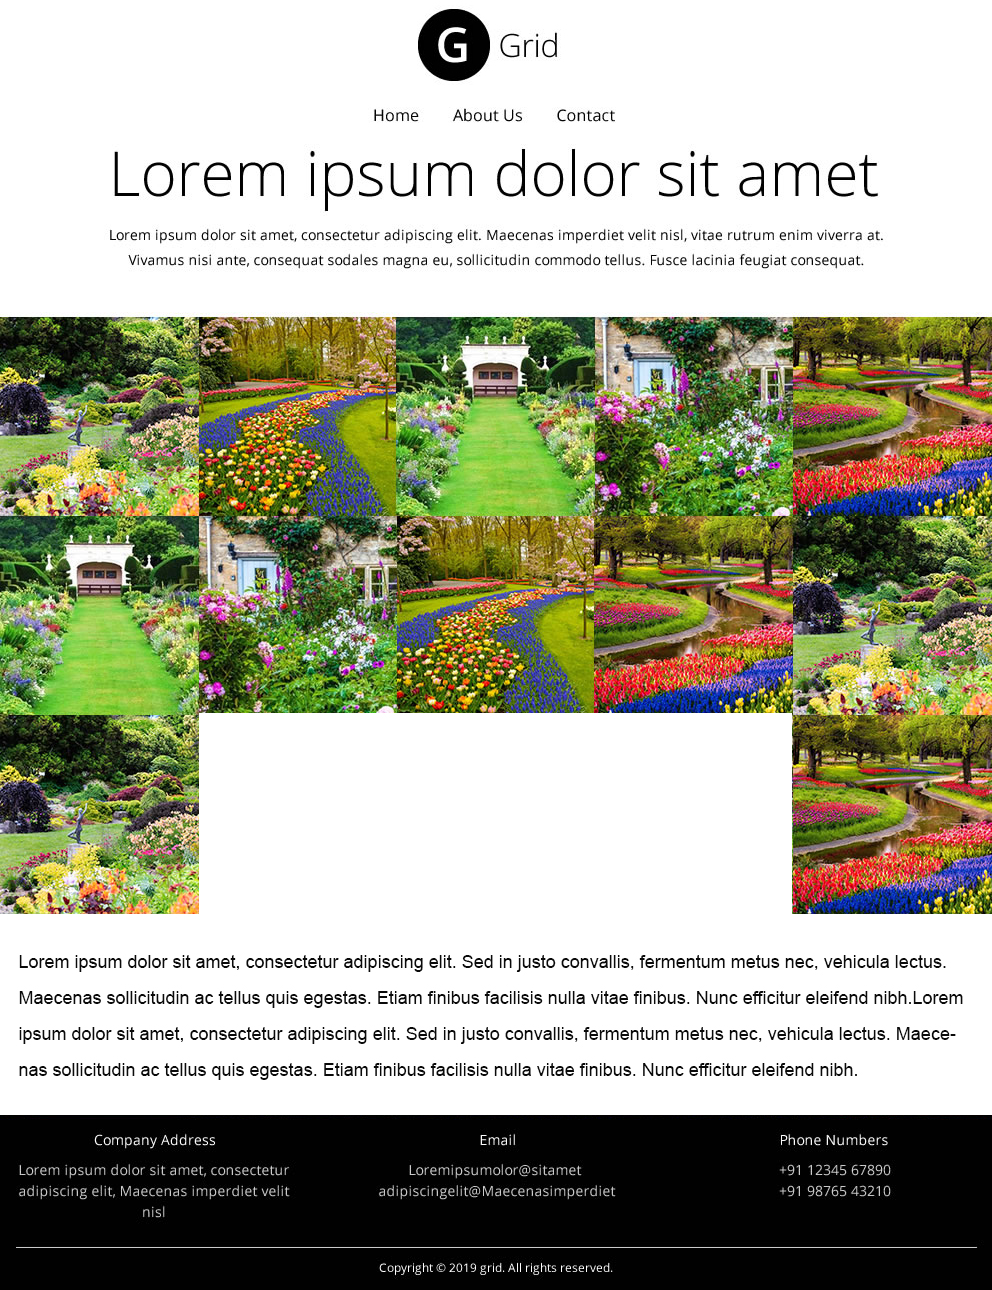 G Grid
Home About Us Contact
Lorem ipsum dolor sit amet
Lorem ipsum dolor sit amet, consectetur adipiscing elit. Maecenas imperdiet velit nisl, vitae rutrum enim viverra at.
Vivamus nisi ante, consequat sodales magna eu, sollicitudin commodo tellus. Fusce lacinia feugiat consequat.
Lorem ipsum dolor sit amet, consectetur adipiscing elit. Sed in justo convallis, fermentum metus nec, vehicula lectus.
Maecenas sollicitudin ac tellus quis egestas. Etiam finibus facilisis nulla vitae finibus. Nunc efficitur eleifend nibh.Lorem
ipsum dolor sit amet, consectetur adipiscing elit. Sed in justo convallis, fermentum metus nec, vehicula lectus. Maece-
nas sollicitudin ac tellus quis egestas. Etiam finibus facilisis nulla vitae finibus. Nunc efficitur eleifend nibh.
Company Address
Lorem ipsum dolor sit amet, consectetur
adipiscing elit, Maecenas imperdiet velit
nisl
Email
Loremipsumolor@sitamet
adipiscingelit@Maecenasimperdiet
Phone Numbers
+91 12345 67890
+91 98765 43210
Copyright © 2019 grid. All rights reserved.